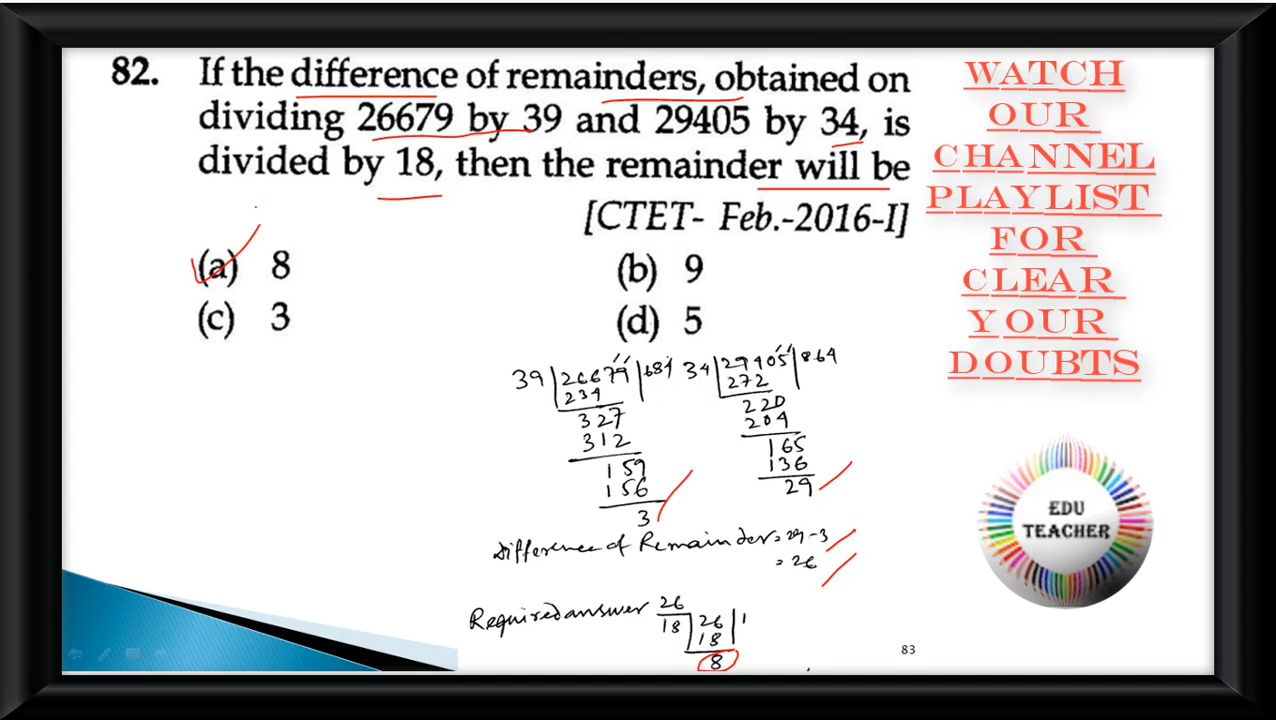 82. If the difference of remainders, obtained on
dividing 26679 by 39 and 29405 by 34, is
divided by 18, then the remainder will be
[CTET- Feb.-2016-I]
(a) 8
(b) 9
(c) 3
(d) 5
WATCH
OUR
CHANNEL
PLAYLIST
FOR
CLEAR
YOUR
DOUBTS
39 26679 684
234
327
312
159
156
3
34 29405 864
272
220
204
165
136
29
Difference of Remainder = 29-3
= 26
Required answer 26
18 26 1
18
8
EDU
TEACHER
83